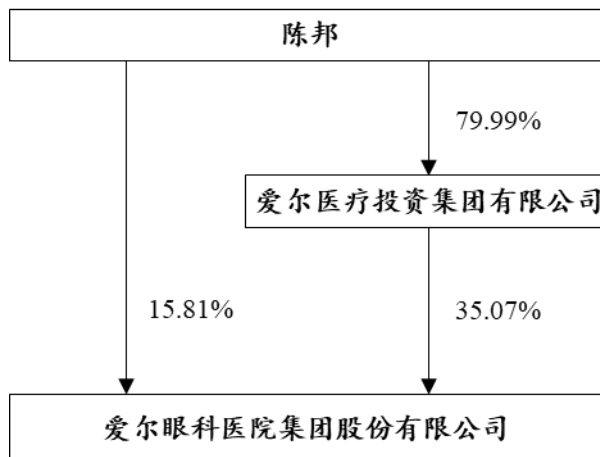 陈邦
79.99%
爱尔医疗投资集团有限公司
15.81%
35.07%
爱尔眼科医院集团股份有限公司